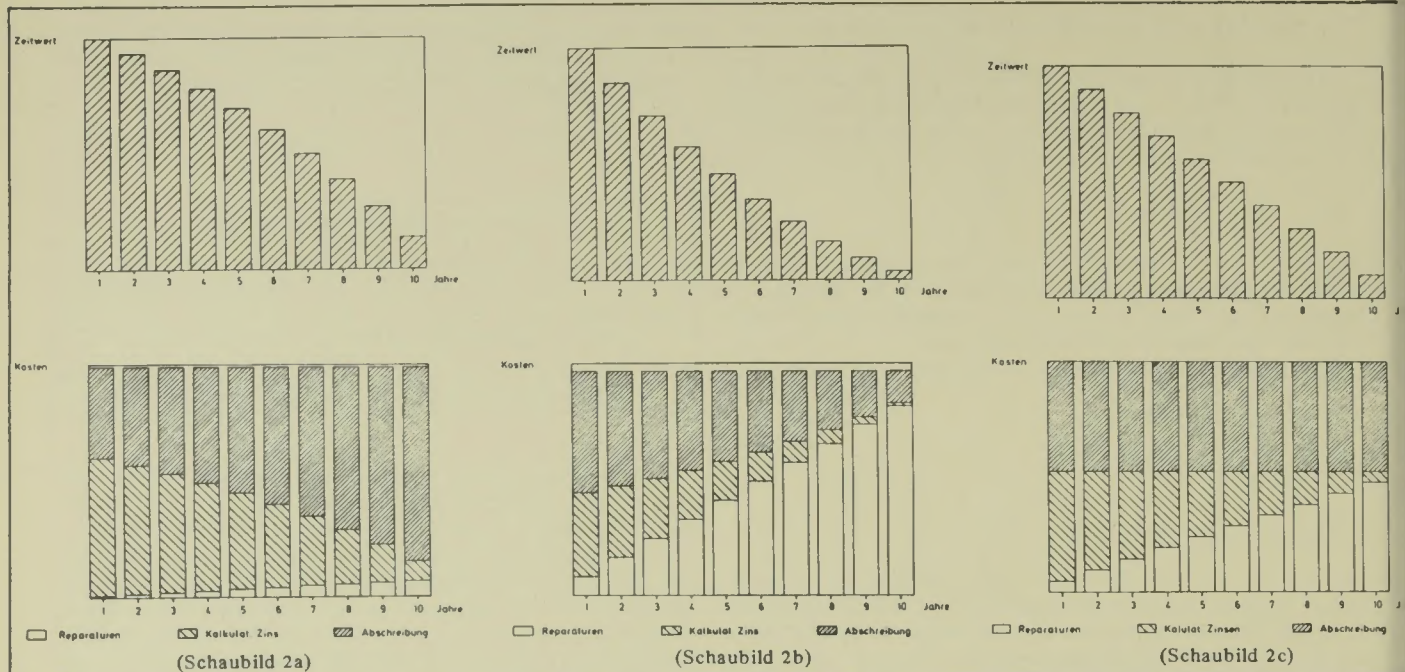 Zeitwert
1 2 3 4 5 6 7 8 9 10 Jahre
Kosten
1 2 3 4 5 6 7 8 9 10 Jahre
Reparaturen Kalkulat. Zins Abschreibung
(Schaubild 2a)
Zeitwert
1 2 3 4 5 6 7 8 9 10 Jahre
Kosten
1 2 3 4 5 6 7 8 9 10 Jahre
Reparaturen Kalkulat. Zins Abschreibung
(Schaubild 2b)
Zeitwert
1 2 3 4 5 6 7 8 9 10 J
Kosten
1 2 3 4 5 6 7 8 9 10 J
Reparaturen Kalulat. Zinsen Abschreibung
(Schaubild 2c)